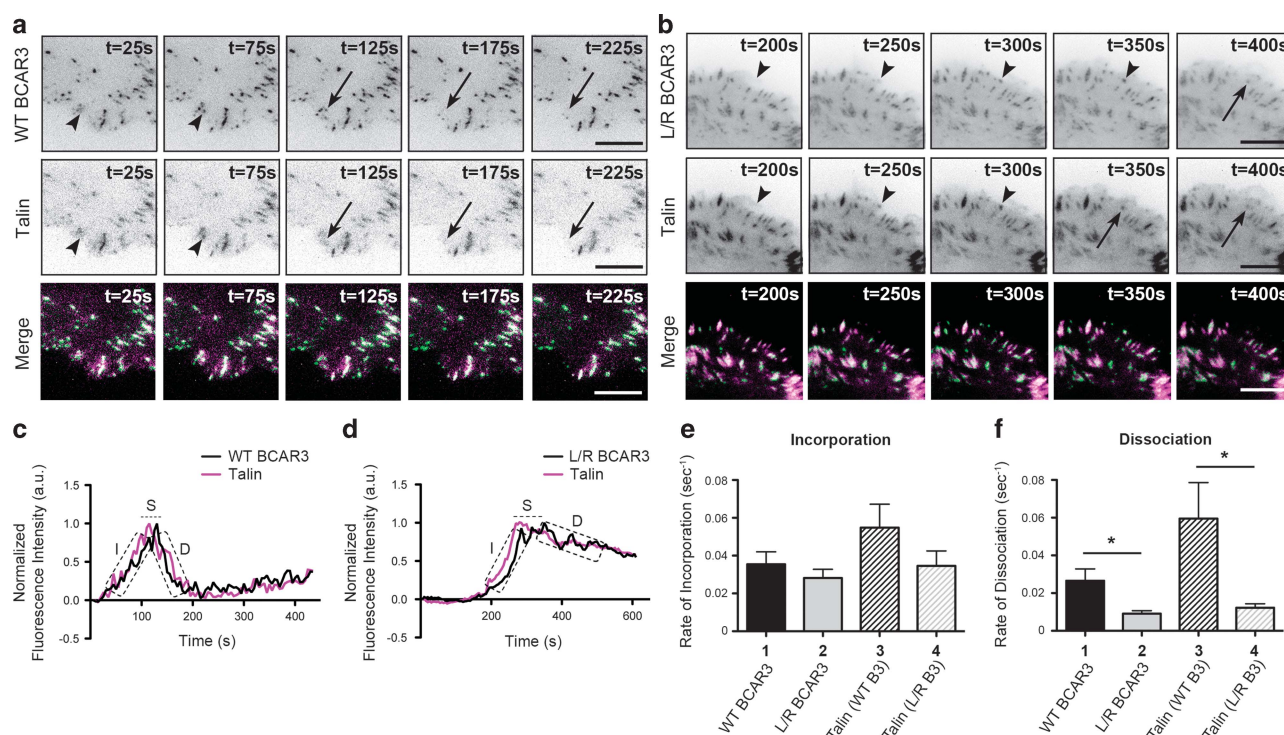 a
b
WT BCAR3
t=25s t=75s t=125s t=175s t=225s
Talin
t=25s t=75s t=125s t=175s t=225s
Merge
t=25s t=75s t=125s t=175s t=225s
L/R BCAR3
t=200s t=250s t=300s t=350s t=400s
Talin
t=200s t=250s t=300s t=350s t=400s
Merge
t=200s t=250s t=300s t=350s t=400s
c
WT BCAR3
Talin
Normalized
Fluorescence Intensity (a.u.)
1.5
1.0
0.5
0.0
-0.5
I S D
100 200 300 400
Time (s)
d
L/R BCAR3
Talin
Normalized
Fluorescence Intensity (a.u.)
1.5
1.0
0.5
0.0
-0.5
I S D
200 400 600
Time (s)
e
Incorporation
Rate of Incorporation (sec⁻¹)
0.08
0.06
0.04
0.02
0
1 2 3 4
WT BCAR3
L/R BCAR3
Talin (WT B3)
Talin (L/R B3)
f
Dissociation
Rate of Dissociation (sec⁻¹)
0.08
0.06
0.04
0.02
0
*
*
1 2 3 4
WT BCAR3
L/R BCAR3
Talin (WT B3)
Talin (L/R B3)